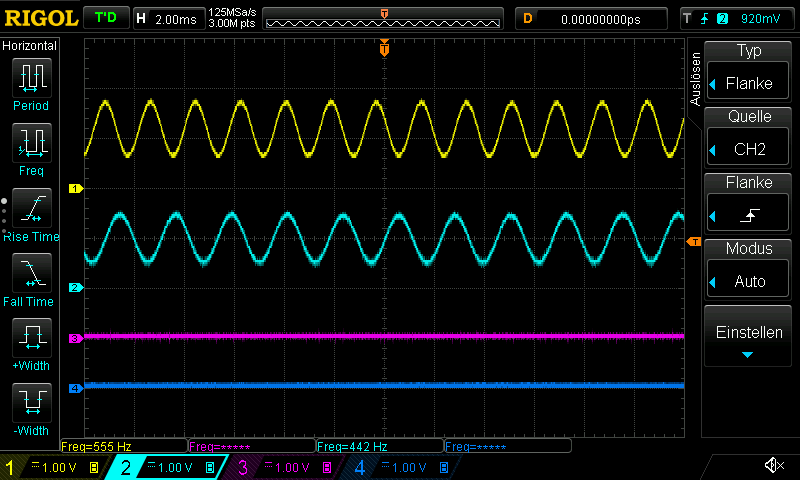 RIGOL T'D H 2.00ms 125MSa/s
3.00M pts
T
D 0.00000000ps T 2 920mV
Horizontal
Period
Freq
Rise Time
Fall Time
+Width
-Width
T
1
2
3
4
T
Auslösen
Typ
Flanke
Quelle
CH2
Flanke
Modus
Auto
Einstellen
Freq=555 Hz Freq=***** Freq=442 Hz Freq=*****
1 1.00 V B 2 1.00 V B 3 1.00 V B 4 1.00 V B